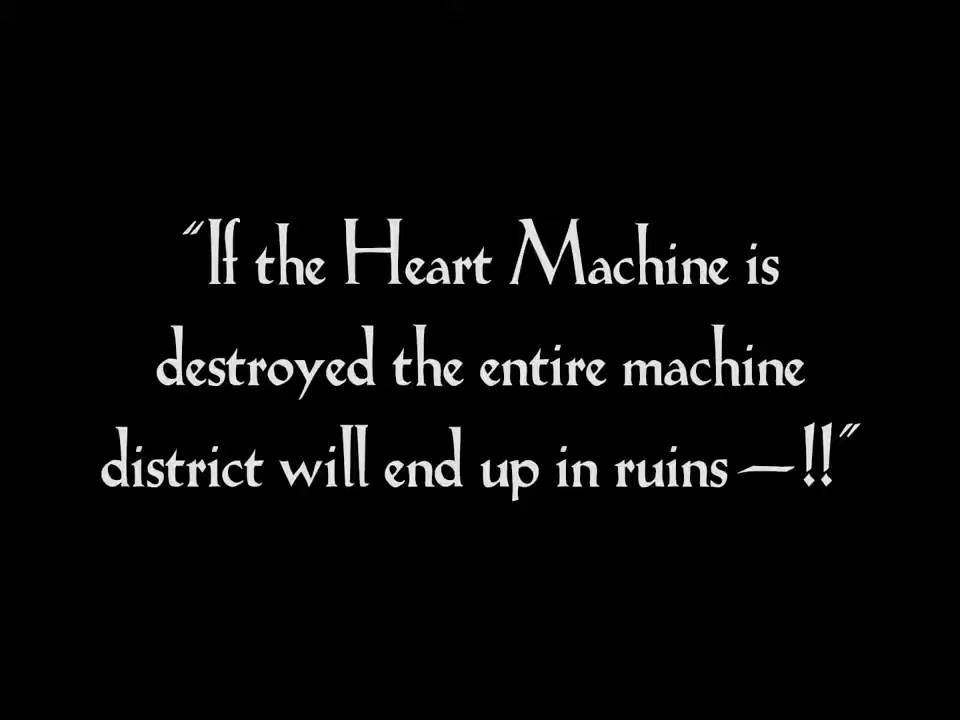 "If the Heart Machine is
destroyed the entire machine
district will end up in ruins—!!"